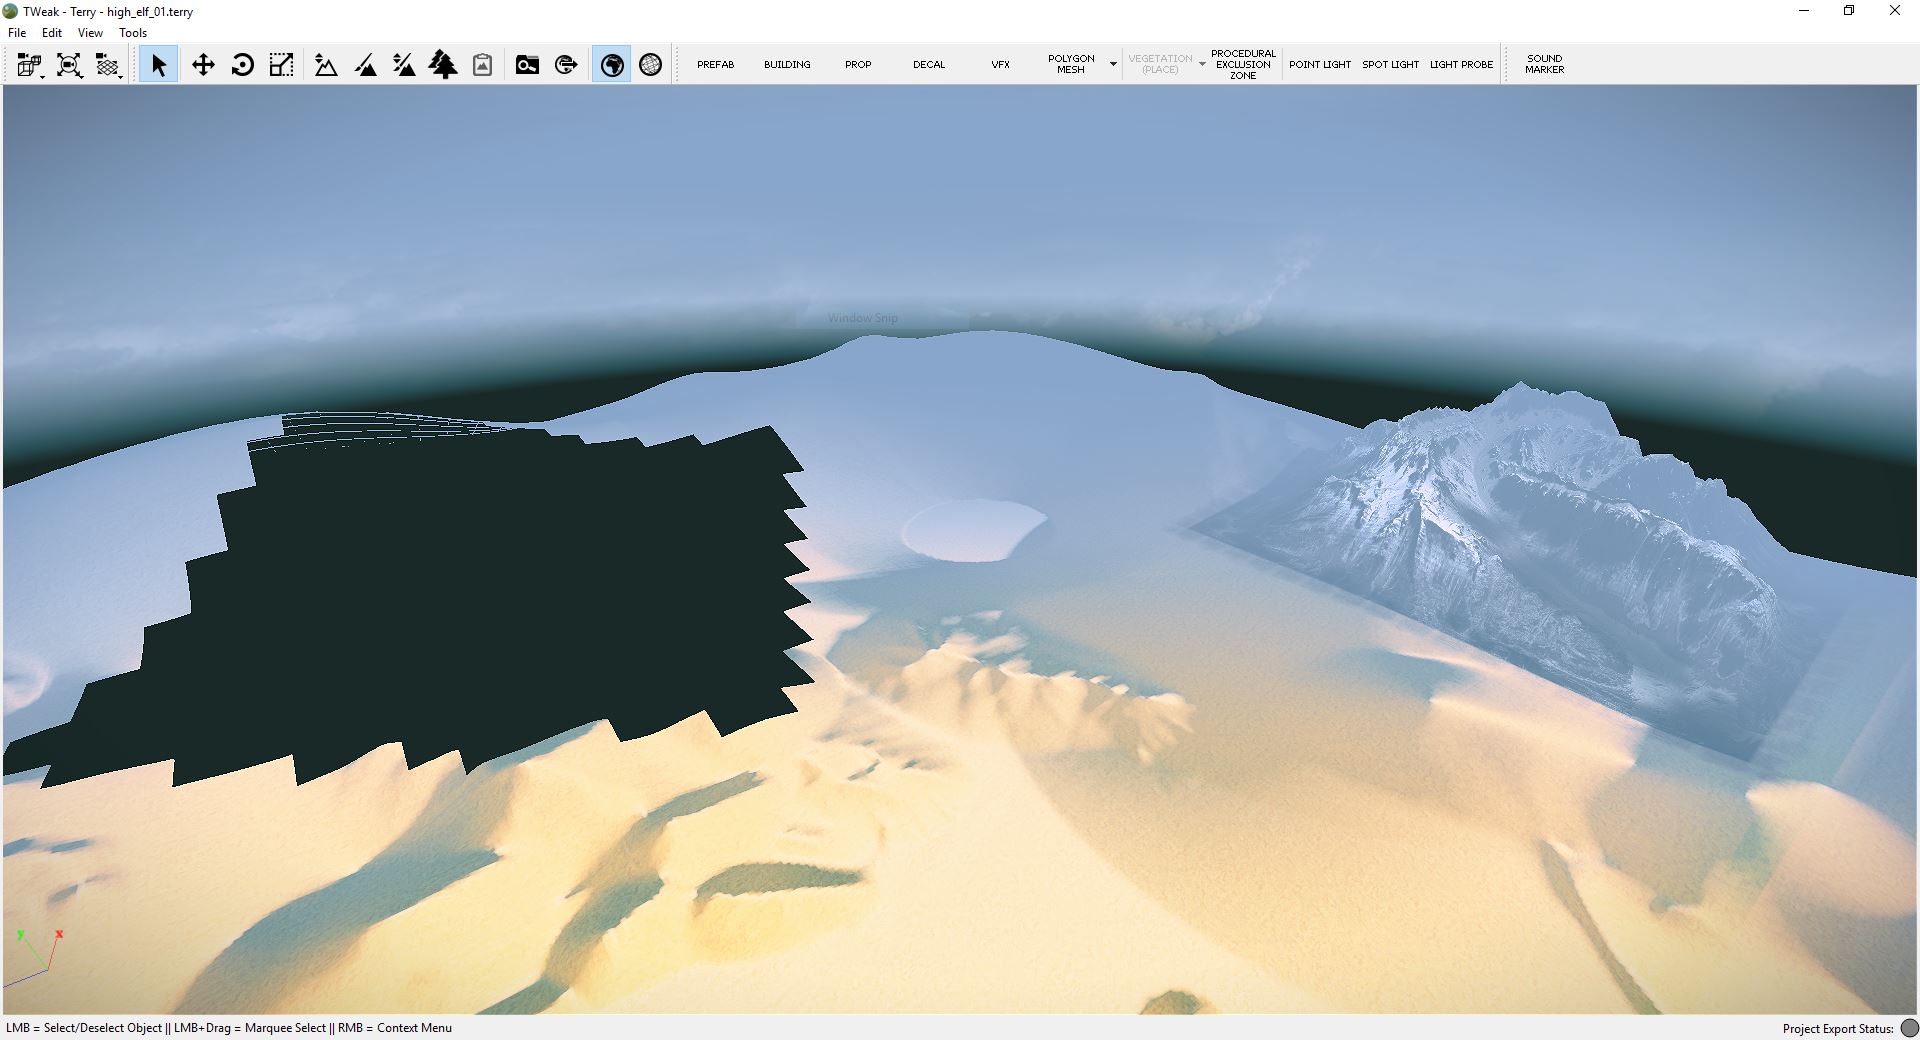 TWeak - Terry - high_elf_01.terry
File Edit View Tools
PREFAB BUILDING PROP DECAL VFX POLYGON MESH VEGETATION (PLACE) PROCEDURAL EXCLUSION ZONE POINT LIGHT SPOT LIGHT LIGHT PROBE SOUND MARKER
Window Snip
y x
LMB = Select/Deselect Object || LMB+Drag = Marquee Select || RMB = Context Menu
Project Export Status: